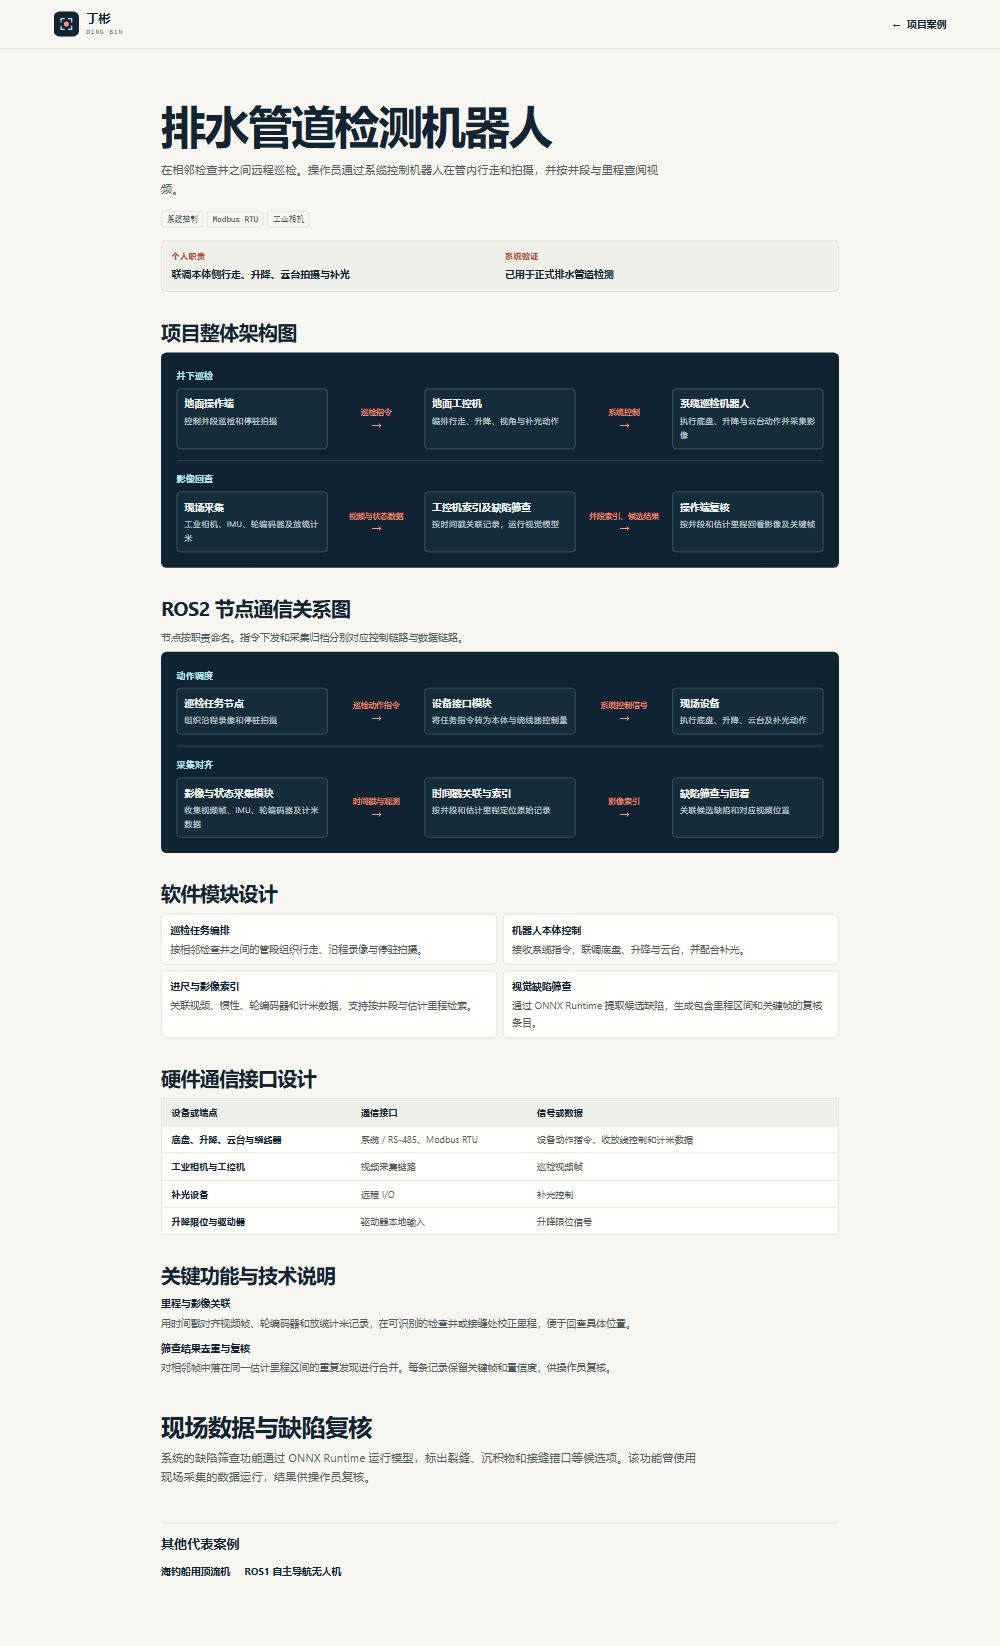 丁彬
DING BIN
← 项目案例
排水管道检测机器人
在相邻检查井之间远程巡检。操作员通过系缆控制机器人在管内行走和拍摄，并按井段与里程查阅视
频。
系缆控制 Modbus RTU 工业相机
个人职责 系统验证
联调本体侧行走、升降、云台拍摄与补光 已用于正式排水管道检测
项目整体架构图
井下巡检
地面操作端 巡检指令 地面工控机 系缆控制 系缆巡检机器人
控制井段巡检和停驻拍摄 → 编排行走、升降、视角与补光动作 → 执行底盘、升降与云台动作并采集影
像
影像回查
现场采集 视频与状态数据 工控机索引及缺陷筛查 井段索引、候选结果 操作端复核
工业相机、IMU、轮编码器及放缆计 → 按时间戳关联记录，运行视觉模型 → 按井段和估计里程回看影像及关键帧
米
ROS2 节点通信关系图
节点按职责命名。指令下发和采集归档分别对应控制链路与数据链路。
动作调度
巡检任务节点 巡检动作指令 设备接口模块 系缆控制信号 现场设备
组织沿程录像和停驻拍摄 → 将任务指令转为本体与绕线器控制量 → 执行底盘、升降、云台及补光动作
采集对齐
影像与状态采集模块 时间戳与观测 时间戳关联与索引 影像索引 缺陷筛查与回看
收集视频帧、IMU、轮编码器及计米 → 按井段和估计里程定位原始记录 → 关联候选缺陷和对应视频位置
数据
软件模块设计
巡检任务编排 机器人本体控制
按相邻检查井之间的管段组织行走、沿程录像与停驻拍摄。 接收系缆指令，联调底盘、升降与云台，并配合补光。
进尺与影像索引 视觉缺陷筛查
关联视频、惯性、轮编码器和计米数据，支持按井段与估计里程检索。 通过 ONNX Runtime 提取候选缺陷，生成包含里程区间和关键帧的复核
条目。
硬件通信接口设计
设备或端点 通信接口 信号或数据
底盘、升降、云台与绕线器 系缆 / RS-485、Modbus RTU 设备动作指令、收放线控制和计米数据
工业相机与工控机 视频采集链路 巡检视频帧
补光设备 远程 I/O 补光控制
升降限位与驱动器 驱动器本地输入 升降限位信号
关键功能与技术说明
里程与影像关联
用时间戳对齐视频帧、轮编码器和放缆计米记录，在可识别的检查井或接缝处校正里程，便于回查具体位置。
筛查结果去重与复核
对相邻帧中落在同一估计里程区间的重复发现进行合并。每条记录保留关键帧和置信度，供操作员复核。
现场数据与缺陷复核
系统的缺陷筛查功能通过 ONNX Runtime 运行模型，标出裂缝、沉积物和接缝错口等候选项。该功能曾使用
现场采集的数据运行，结果供操作员复核。
其他代表案例
海钓船用顶流机 ROS1 自主导航无人机